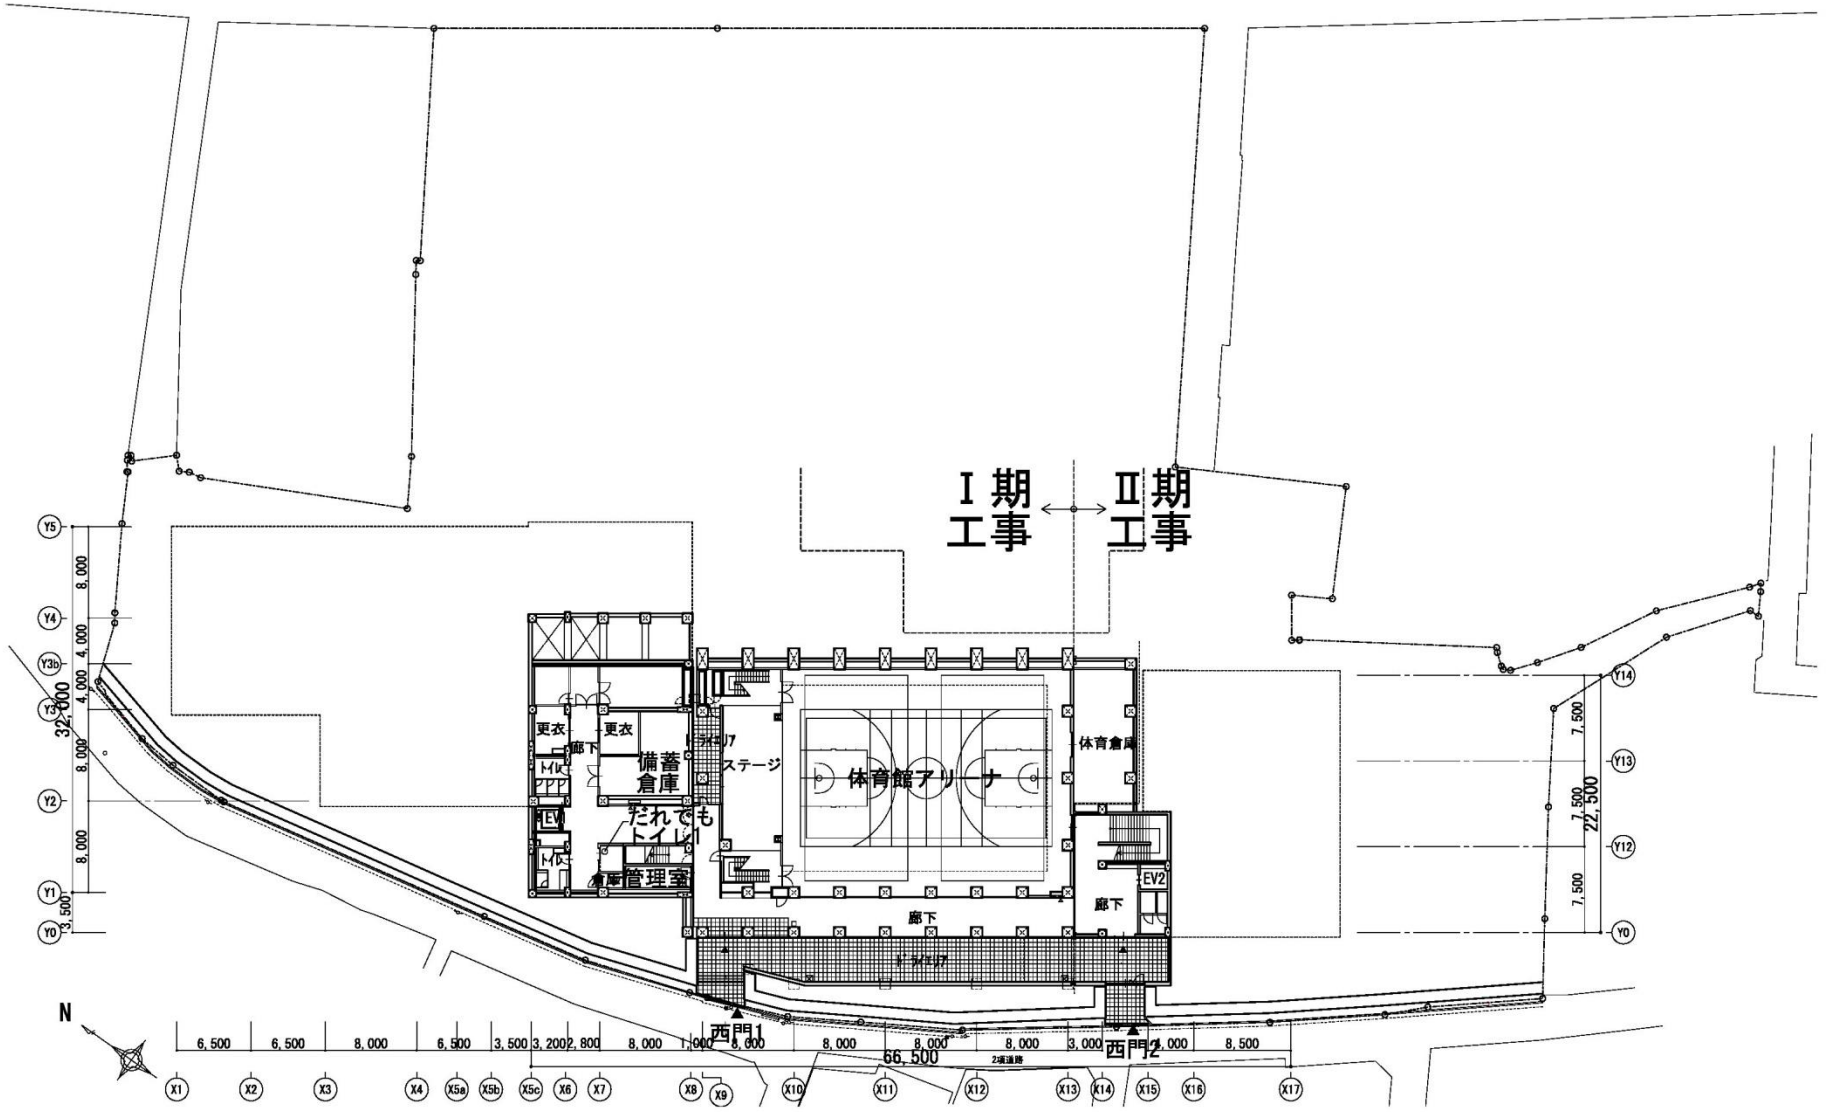 Ⅰ期 Ⅱ期
工事 工事
Y5
8,000
Y4
4,000
Y3b
4,000
Y3
32,000
8,000
Y2
8,000
Y1
3,500
Y0
Y14
7,500
Y13
7,500
22,500
Y12
7,500
Y0
更衣
更衣
廊下
備蓄
倉庫
トイレ
EV1
だれでも
トイレ1
トイレ
倉庫
管理室
ドライエリア
ステージ
体育館アリーナ
体育倉庫
EV2
廊下
廊下
ドライエリア
西門1
西門2
N
6,500 6,500 8,000 6,500 3,500 3,200 2,800 8,000 8,000 8,000 8,000 8,000 3,000 8,500
66,500
2項道路
X1 X2 X3 X4 X5a X5b X5c X6 X7 X8 X9 X10 X11 X12 X13 X14 X15 X16 X17